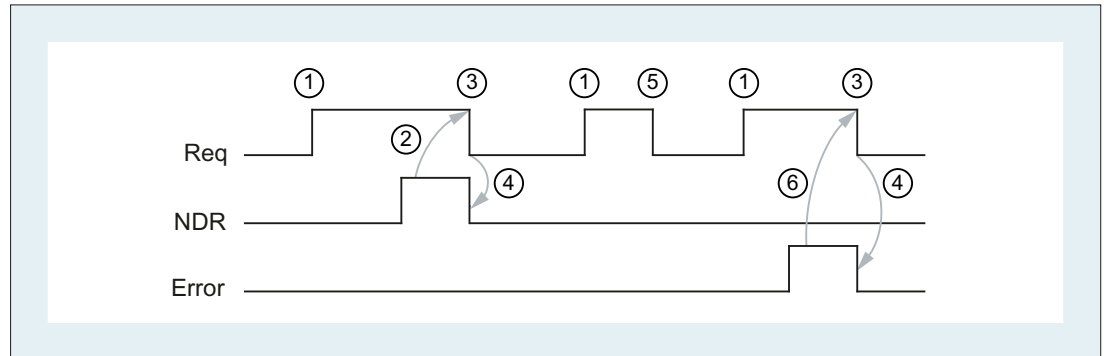 ① ③ ① ⑤ ① ③
②
Req
④ ⑥ ④
NDR
Error